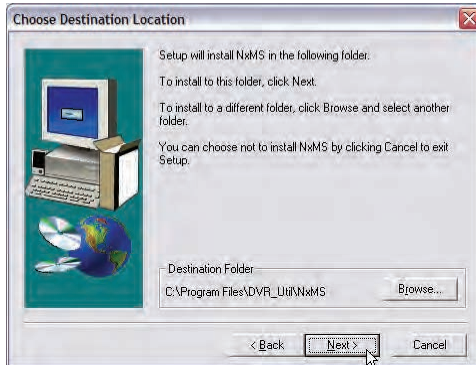 Choose Destination Location
Setup will install NxMS in the following folder.
To install to this folder, click Next.
To install to a different folder, click Browse and select another
folder.
You can choose not to install NxMS by clicking Cancel to exit
Setup.
Destination Folder
C:\Program Files\DVR_Util\NxMS
Browse...
< Back
Next >
Cancel